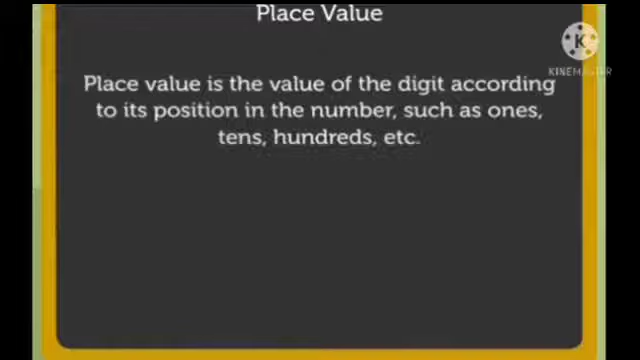 Place Value
K
KINEMASTER
Place value is the value of the digit according
to its position in the number, such as ones,
tens, hundreds, etc.